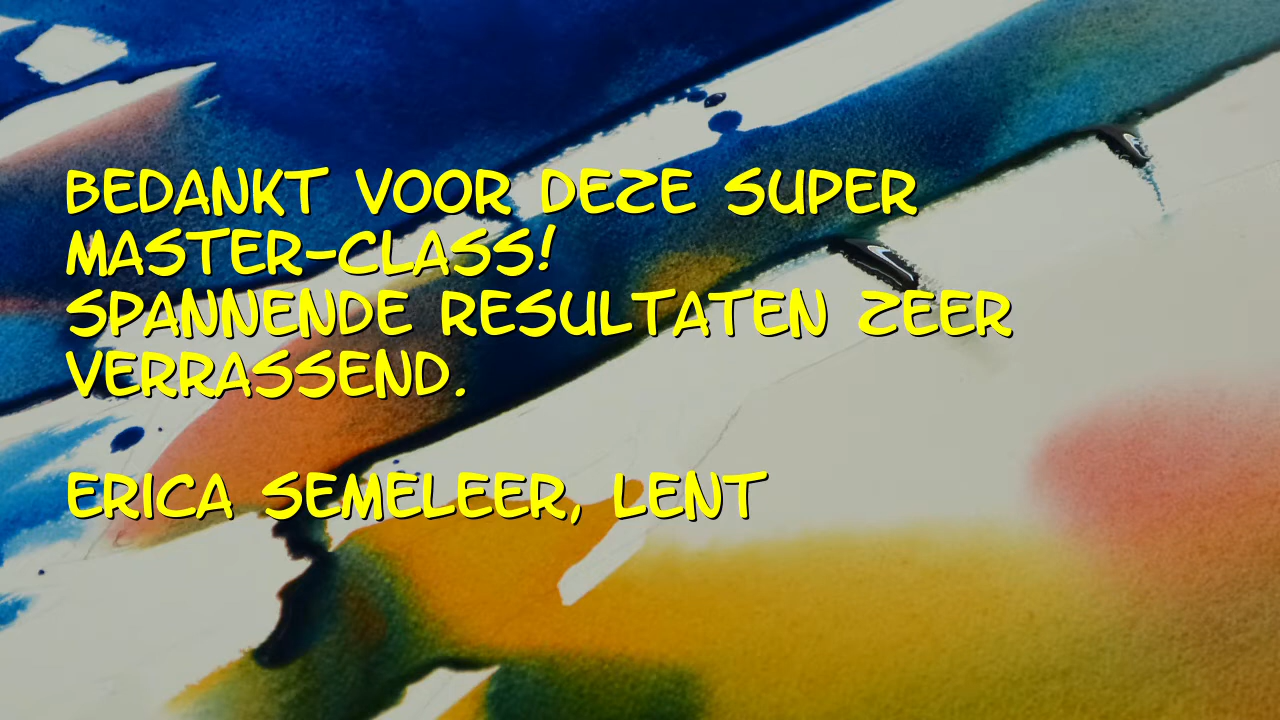 BEDANKT VOOR DEZE SUPER
MASTER-CLASS!
SPANNENDE RESULTATEN ZEER
VERRASSEND.
ERICA SEMELEER, LENT